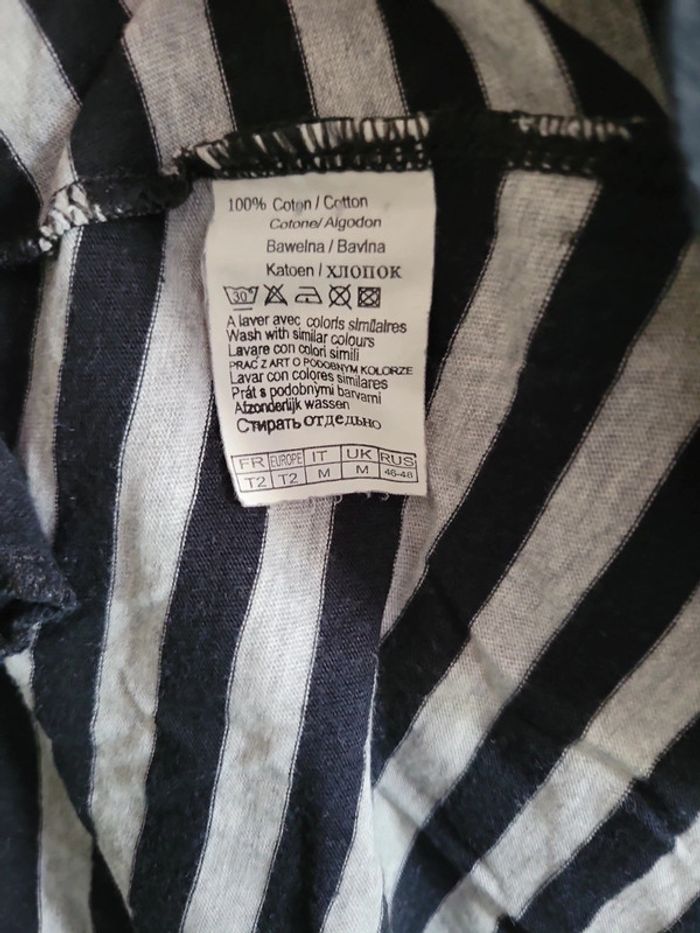 100% Coton / Cotton
Cotone/ Algodon
Bawelna / Bavlna
Katoen / хлопок
30°
A laver avec coloris similaires
Wash with similar colours
Lavare con colori simili
PRAC Z ART O PODOBNYM KOLORZE
Lavar con colores similares
Prát s podobnými barvami
Afzonderlijk wassen
Стирать отдельно
FR EUROPE IT UK RUS
T2 T2 M M 46-48